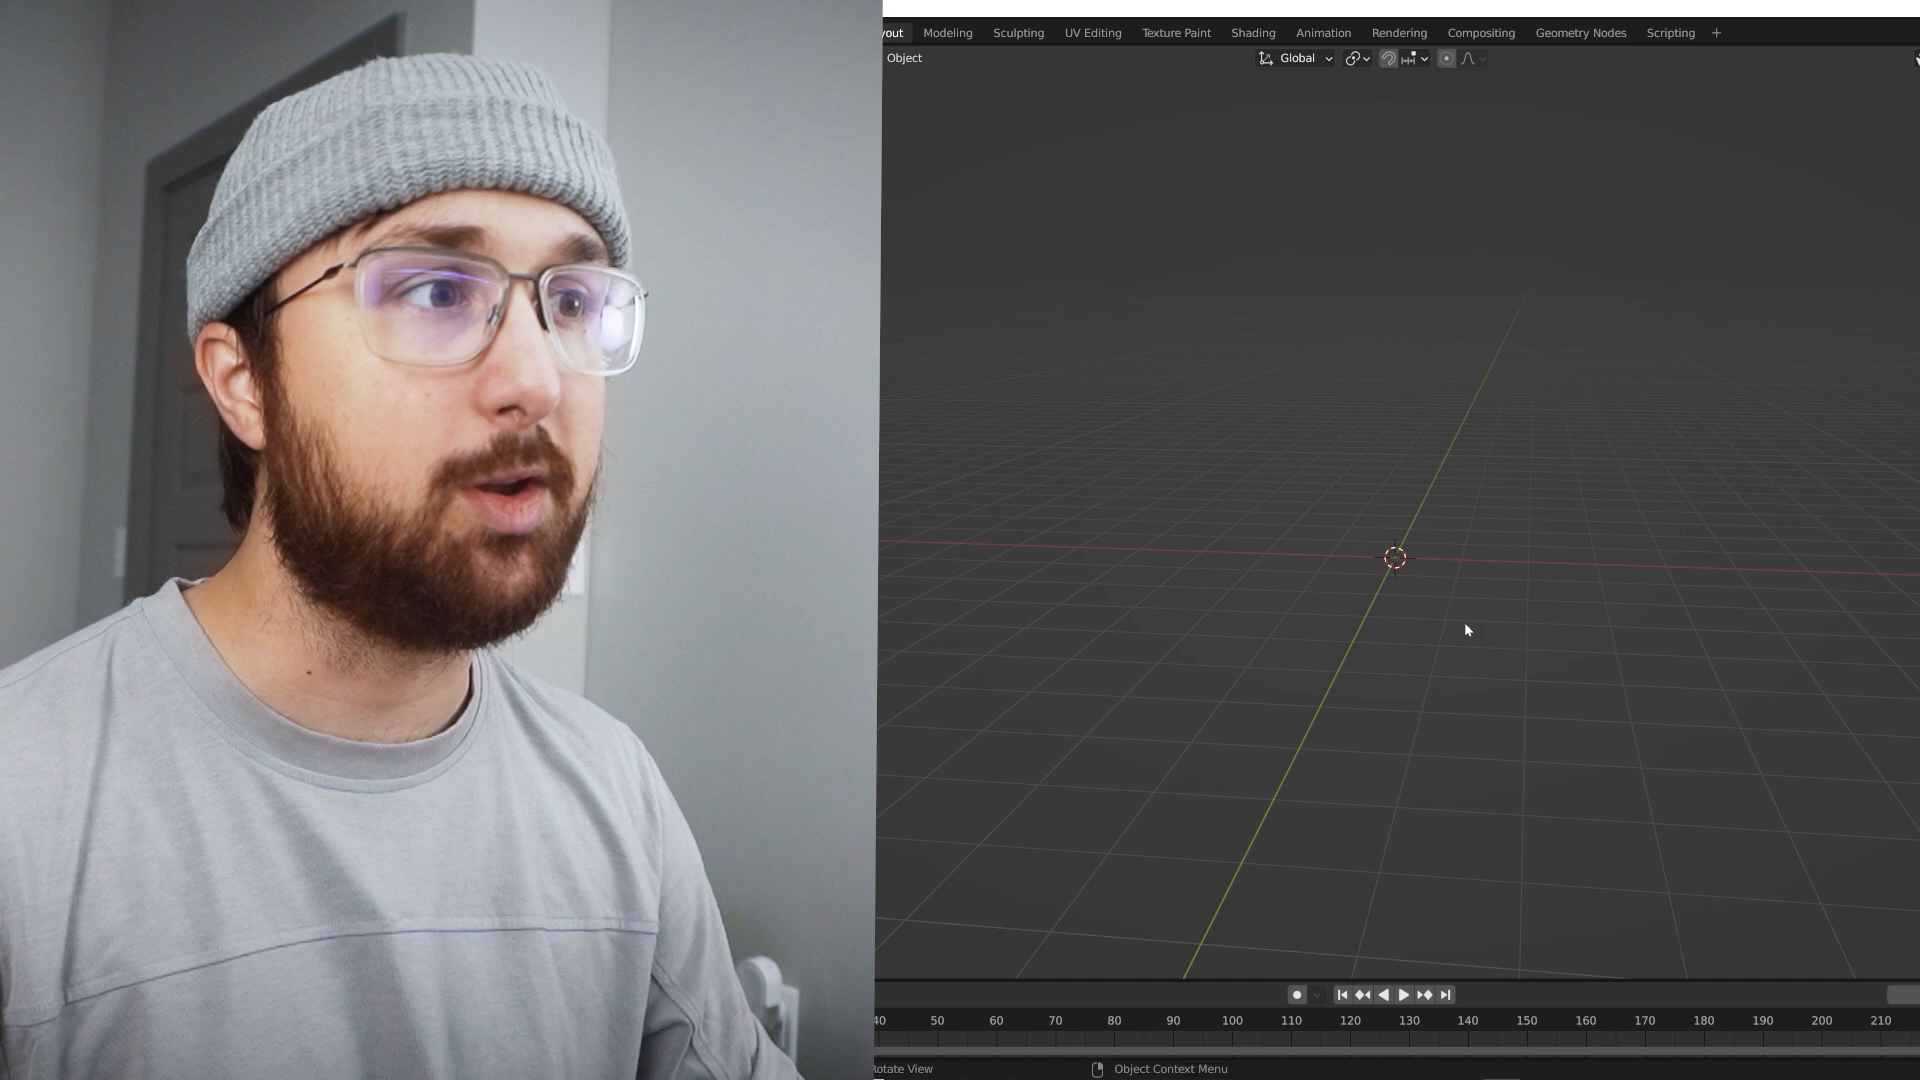 yout Modeling Sculpting UV Editing Texture Paint Shading Animation Rendering Compositing Geometry Nodes Scripting +
Object Global
40 50 60 70 80 90 100 110 120 130 140 150 160 170 180 190 200 210
Rotate View Object Context Menu